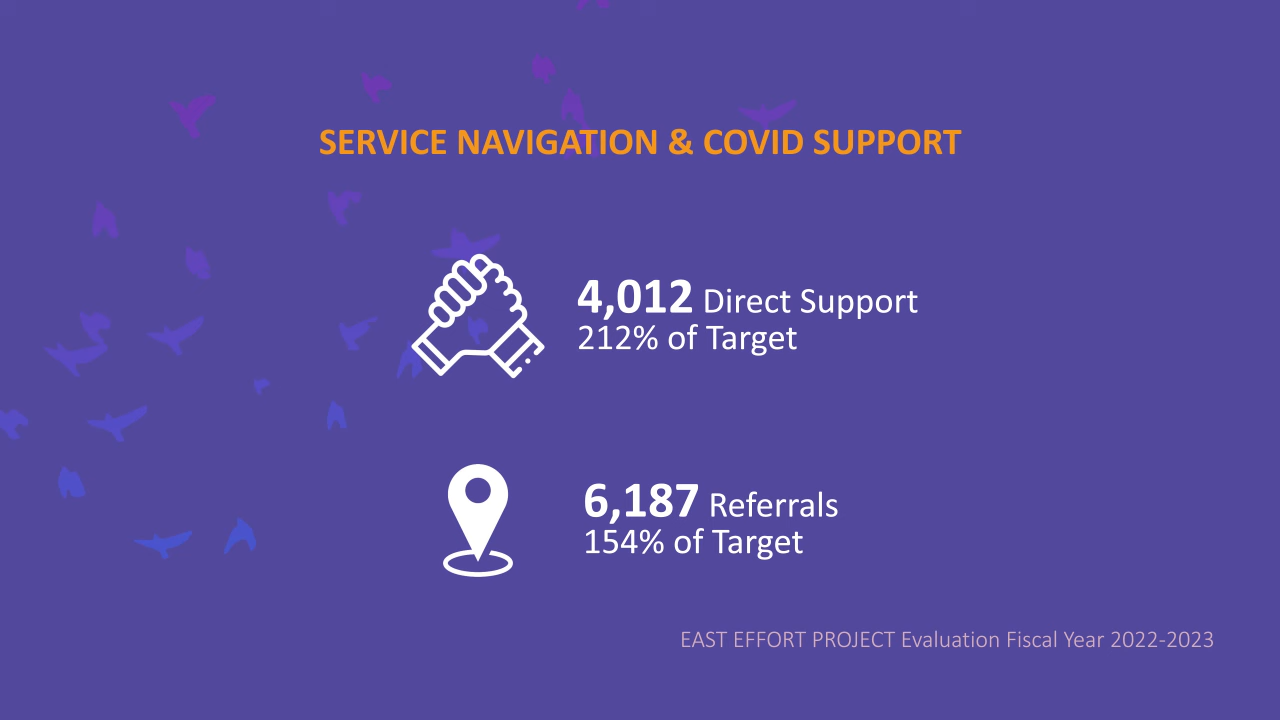 SERVICE NAVIGATION & COVID SUPPORT
4,012 Direct Support
212% of Target
6,187 Referrals
154% of Target
EAST EFFORT PROJECT Evaluation Fiscal Year 2022-2023